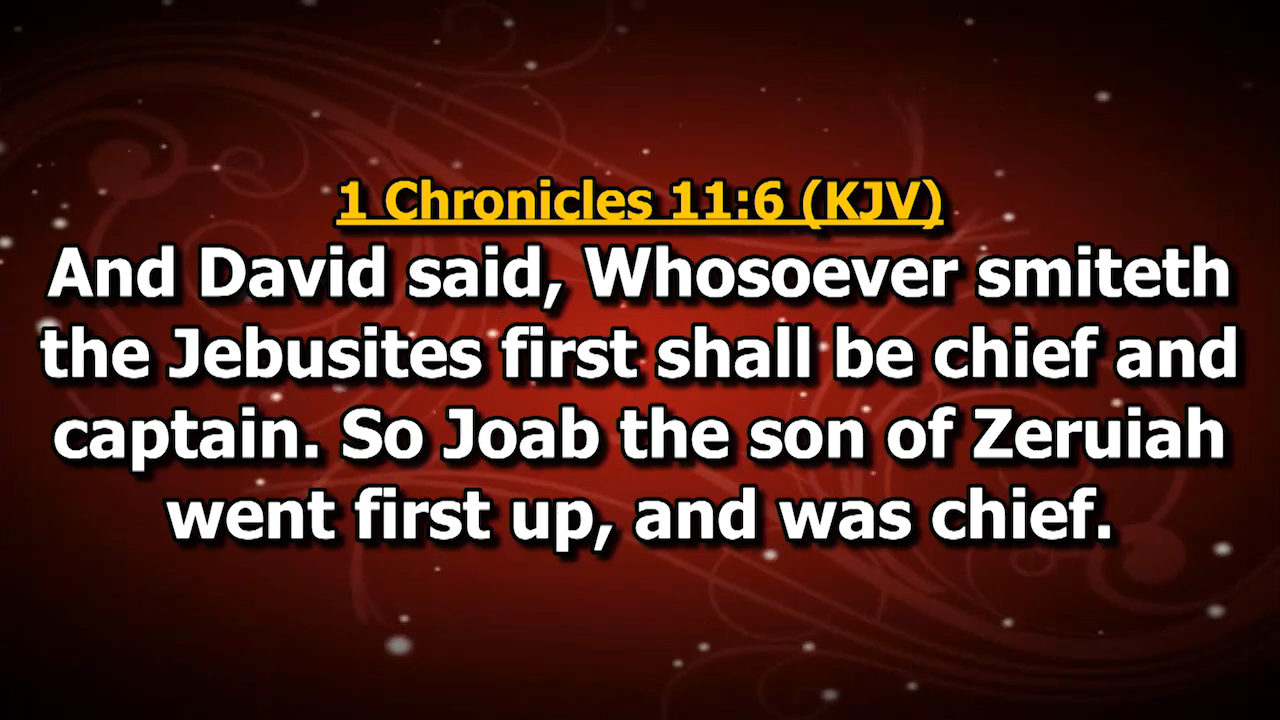 1 Chronicles 11:6 (KJV)
And David said, Whosoever smiteth
the Jebusites first shall be chief and
captain. So Joab the son of Zeruiah
went first up, and was chief.